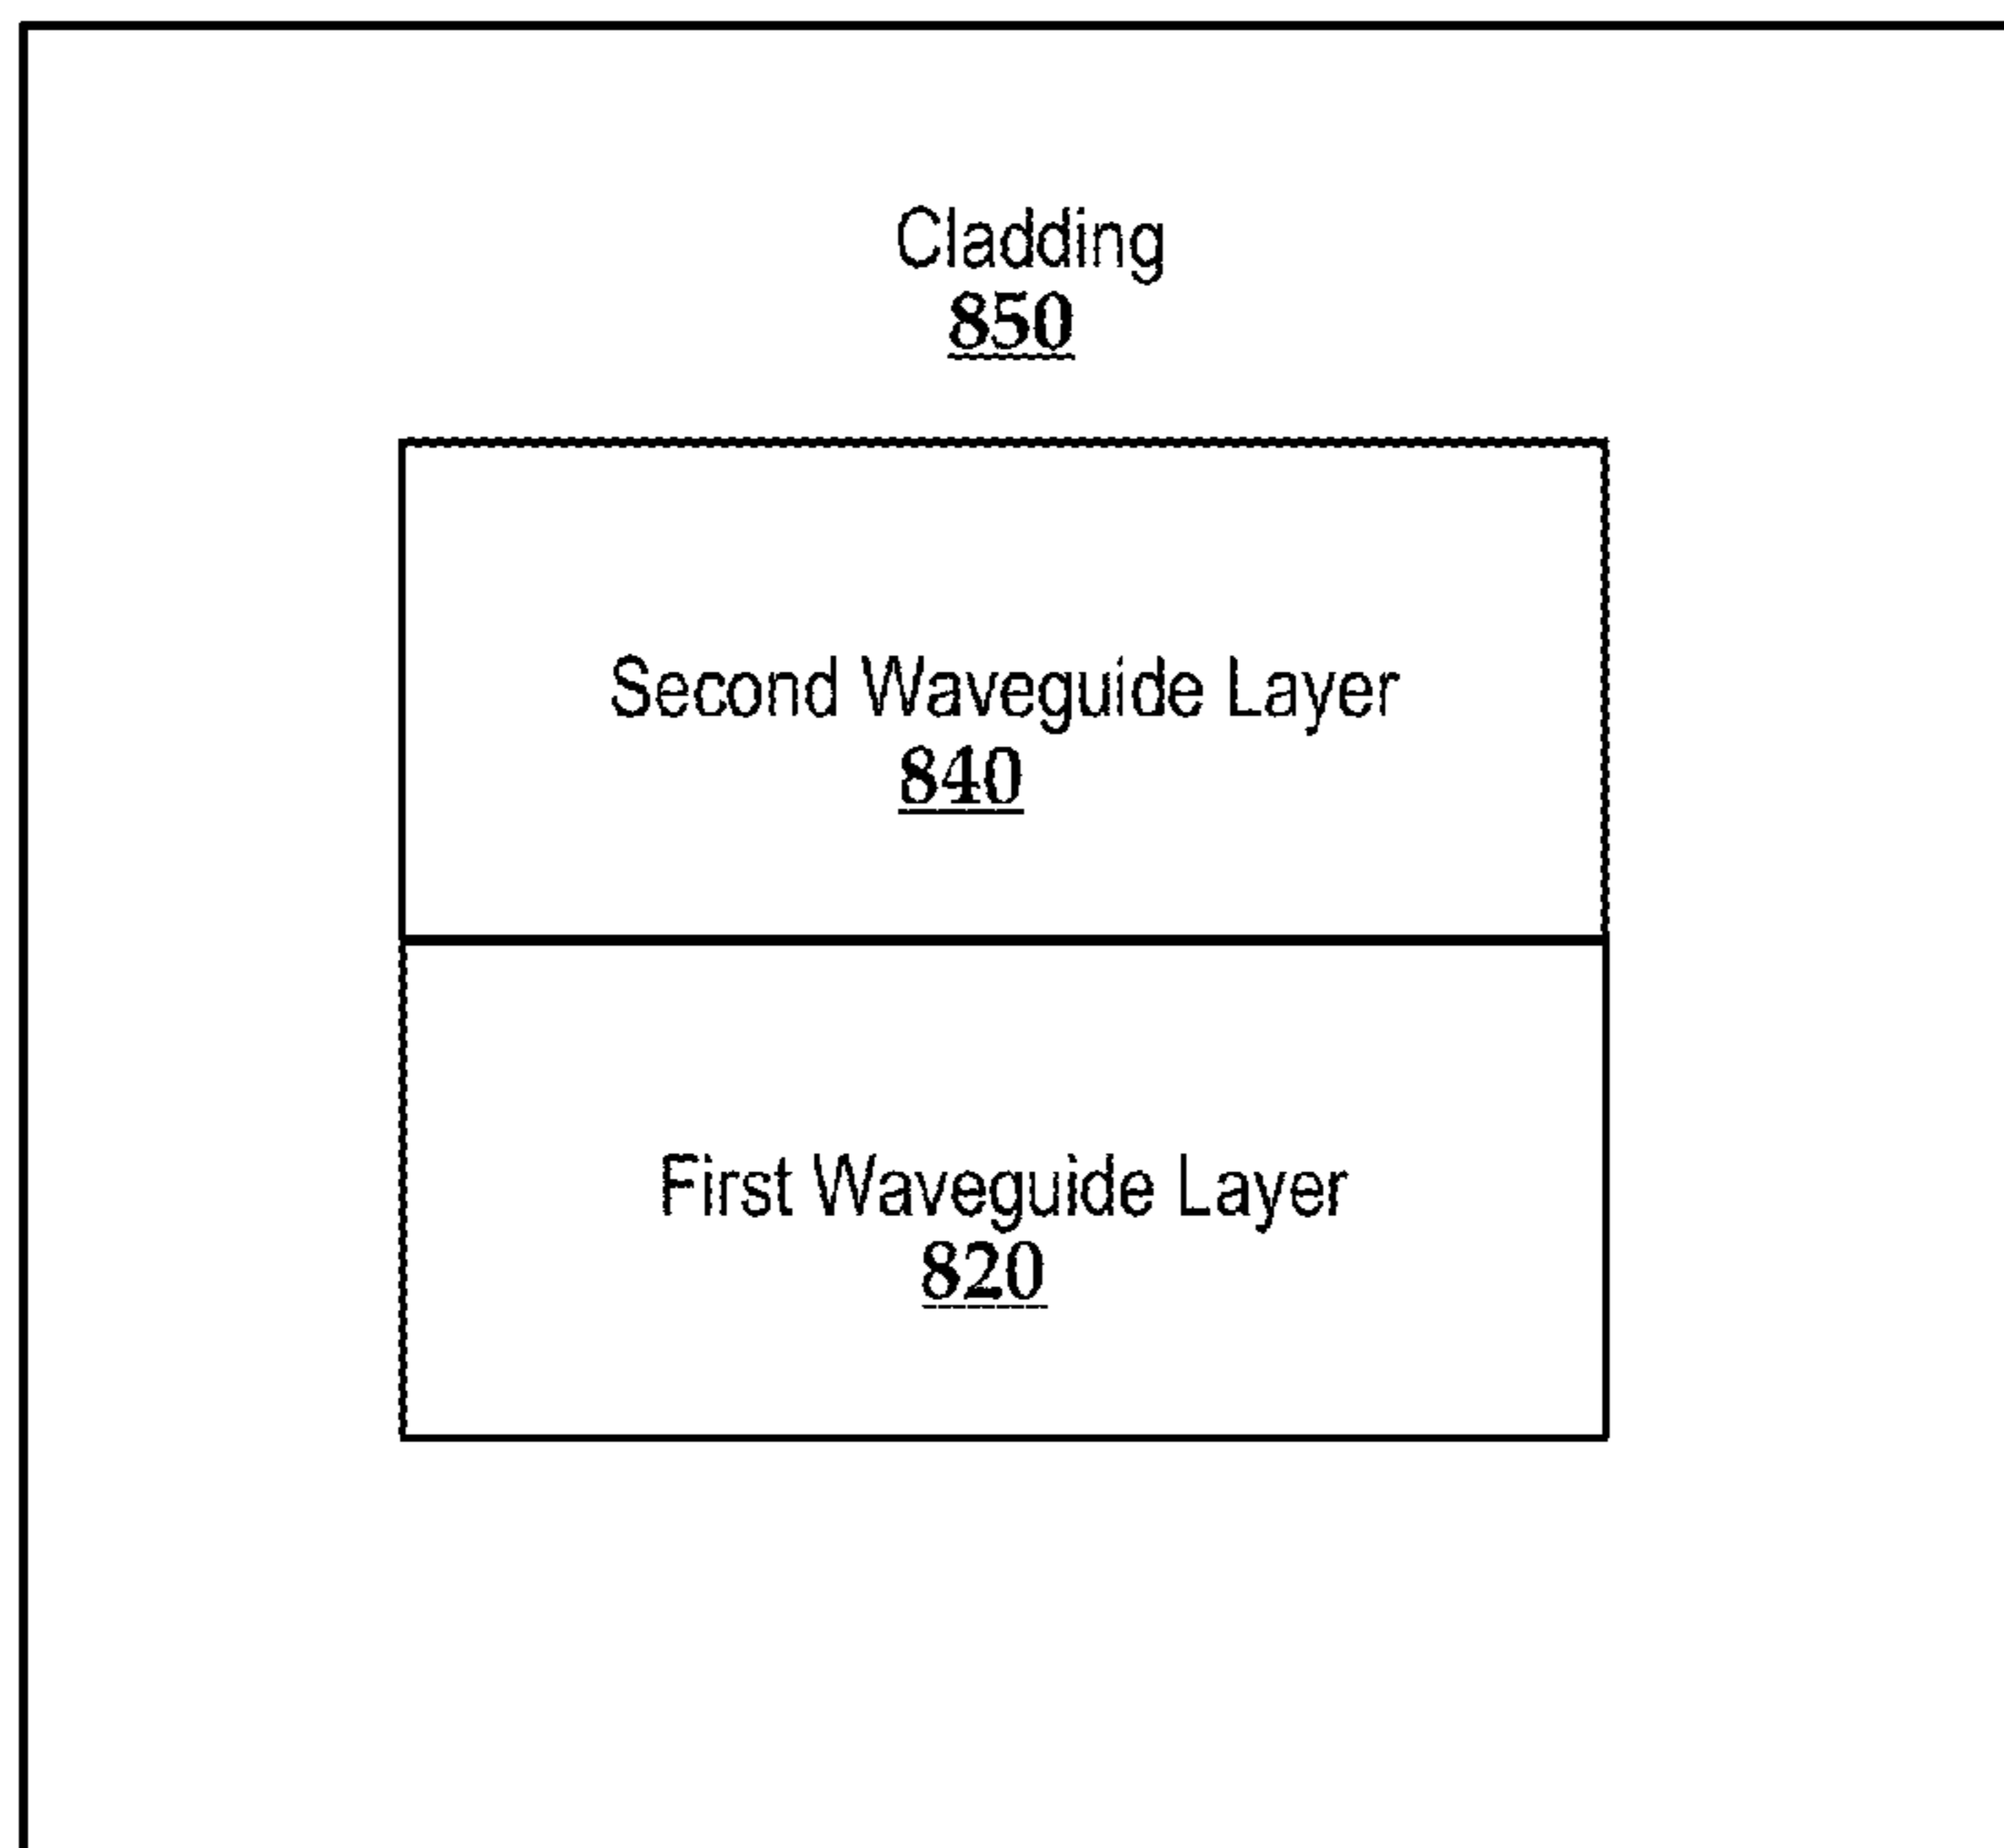 Cladding
850
Second Waveguide Layer
840
First Waveguide Layer
820